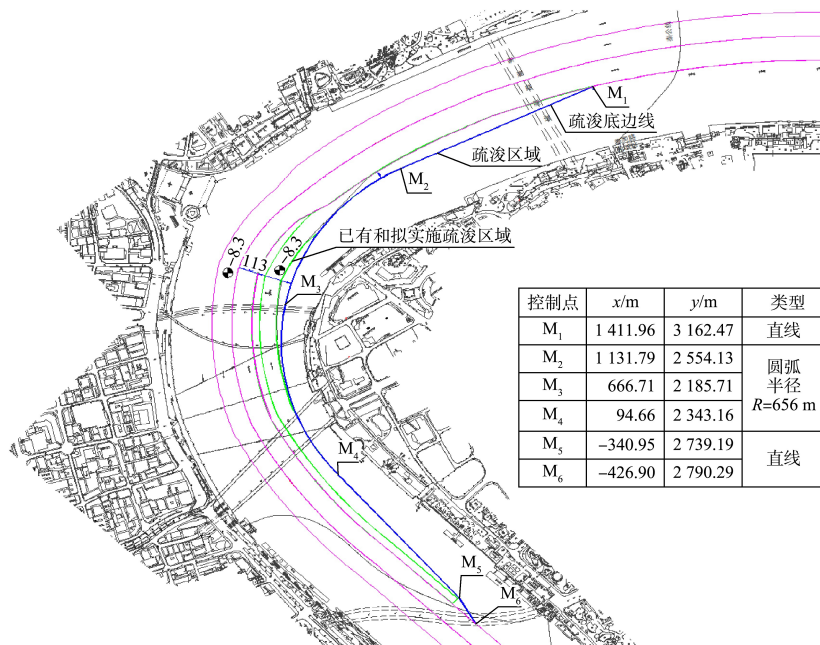 M₁
疏浚底边线
疏浚区域
M₂
已有和拟实施疏浚区域
-8.3
113
-8.3
M₃
M₄
M₅
M₆
控制点 x/m y/m 类型
M₁ 1 411.96 3 162.47 直线
M₂ 1 131.79 2 554.13 圆弧
M₃ 666.71 2 185.71 半径
M₄ 94.66 2 343.16 R=656 m
M₅ -340.95 2 739.19 直线
M₆ -426.90 2 790.29